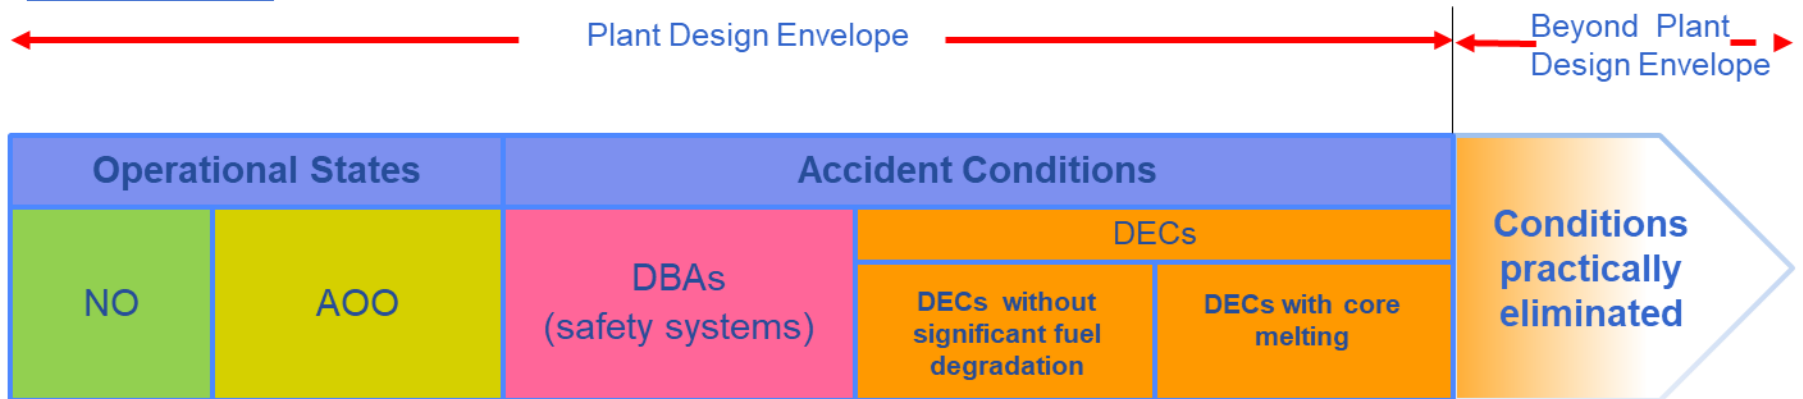 Plant Design Envelope
Beyond Plant
Design Envelope
Operational States
Accident Conditions
NO
AOO
DBAs
(safety systems)
DECs
DECs without
significant fuel
degradation
DECs with core
melting
Conditions
practically
eliminated